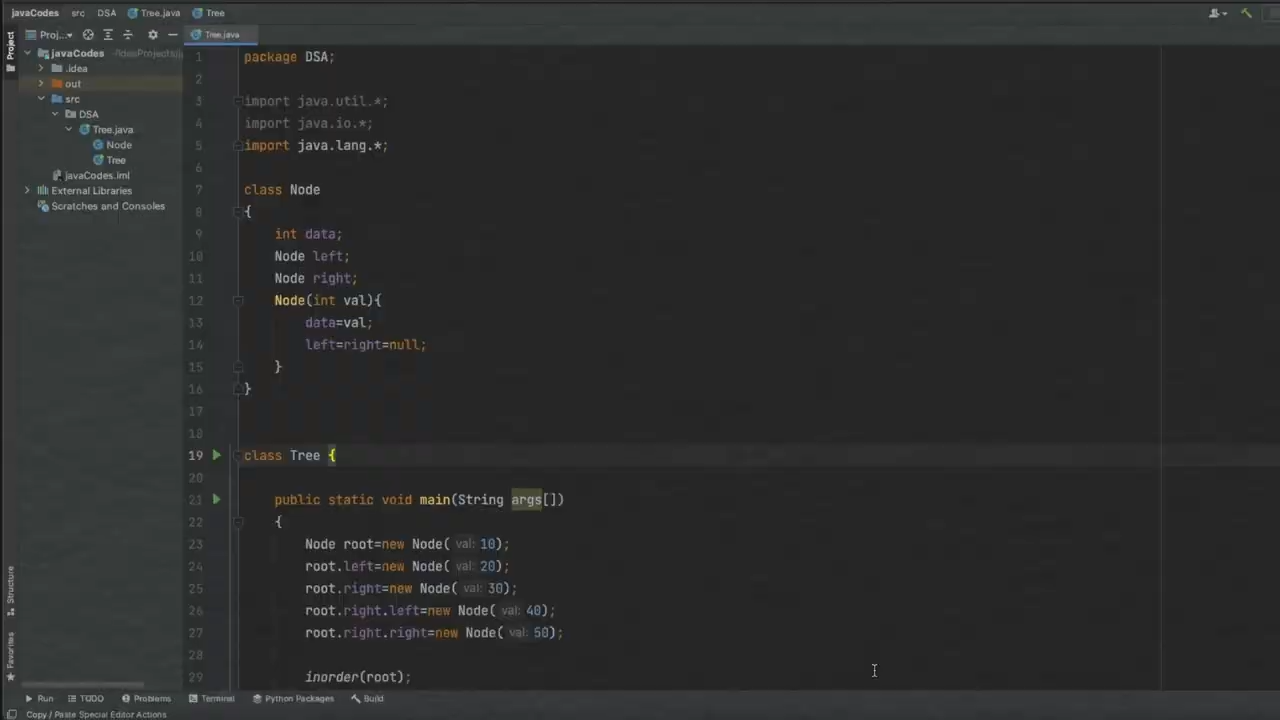 javaCodes src DSA Tree.java Tree
Project
Proj...
Tree.java
javaCodes
.idea
out
src
DSA
Tree.java
Node
Tree
javaCodes.iml
External Libraries
Scratches and Consoles
1 package DSA;
2
3 import java.util.*;
4 import java.io.*;
5 import java.lang.*;
6
7 class Node
8 {
9 int data;
10 Node left;
11 Node right;
12 Node(int val){
13 data=val;
14 left=right=null;
15 }
16 }
17
18
19 class Tree {
20
21 public static void main(String args[])
22 {
23 Node root=new Node( val: 10);
24 root.left=new Node( val: 20);
25 root.right=new Node( val: 30);
26 root.right.left=new Node( val: 40);
27 root.right.right=new Node( val: 50);
28
29 inorder(root);
Structure
Favorites
Run TODO Problems Terminal Python Packages Build
Copy / Paste Special Editor Actions